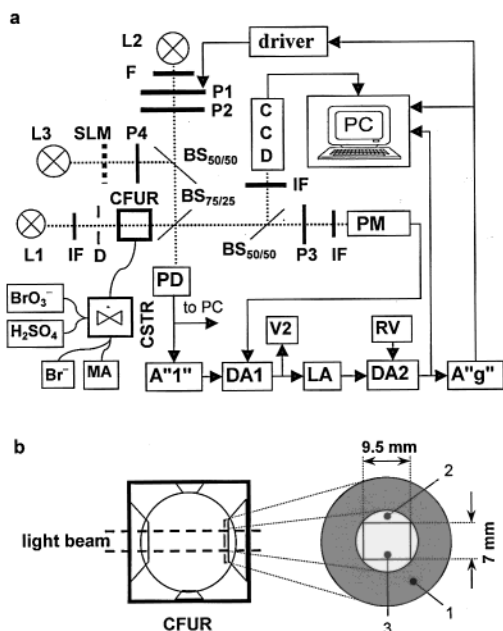 a
L2
driver
F
P1
P2
C
C
D
PC
L3
SLM
P4
BS50/50
IF
CFUR
BS75/25
L1
IF
D
BS50/50
P3
IF
PM
PD
BrO3−
H2SO4
CSTR
to PC
V2
RV
Br−
MA
A"1"
DA1
LA
DA2
A"g"
b
9.5 mm
2
light beam
7 mm
1
3
CFUR